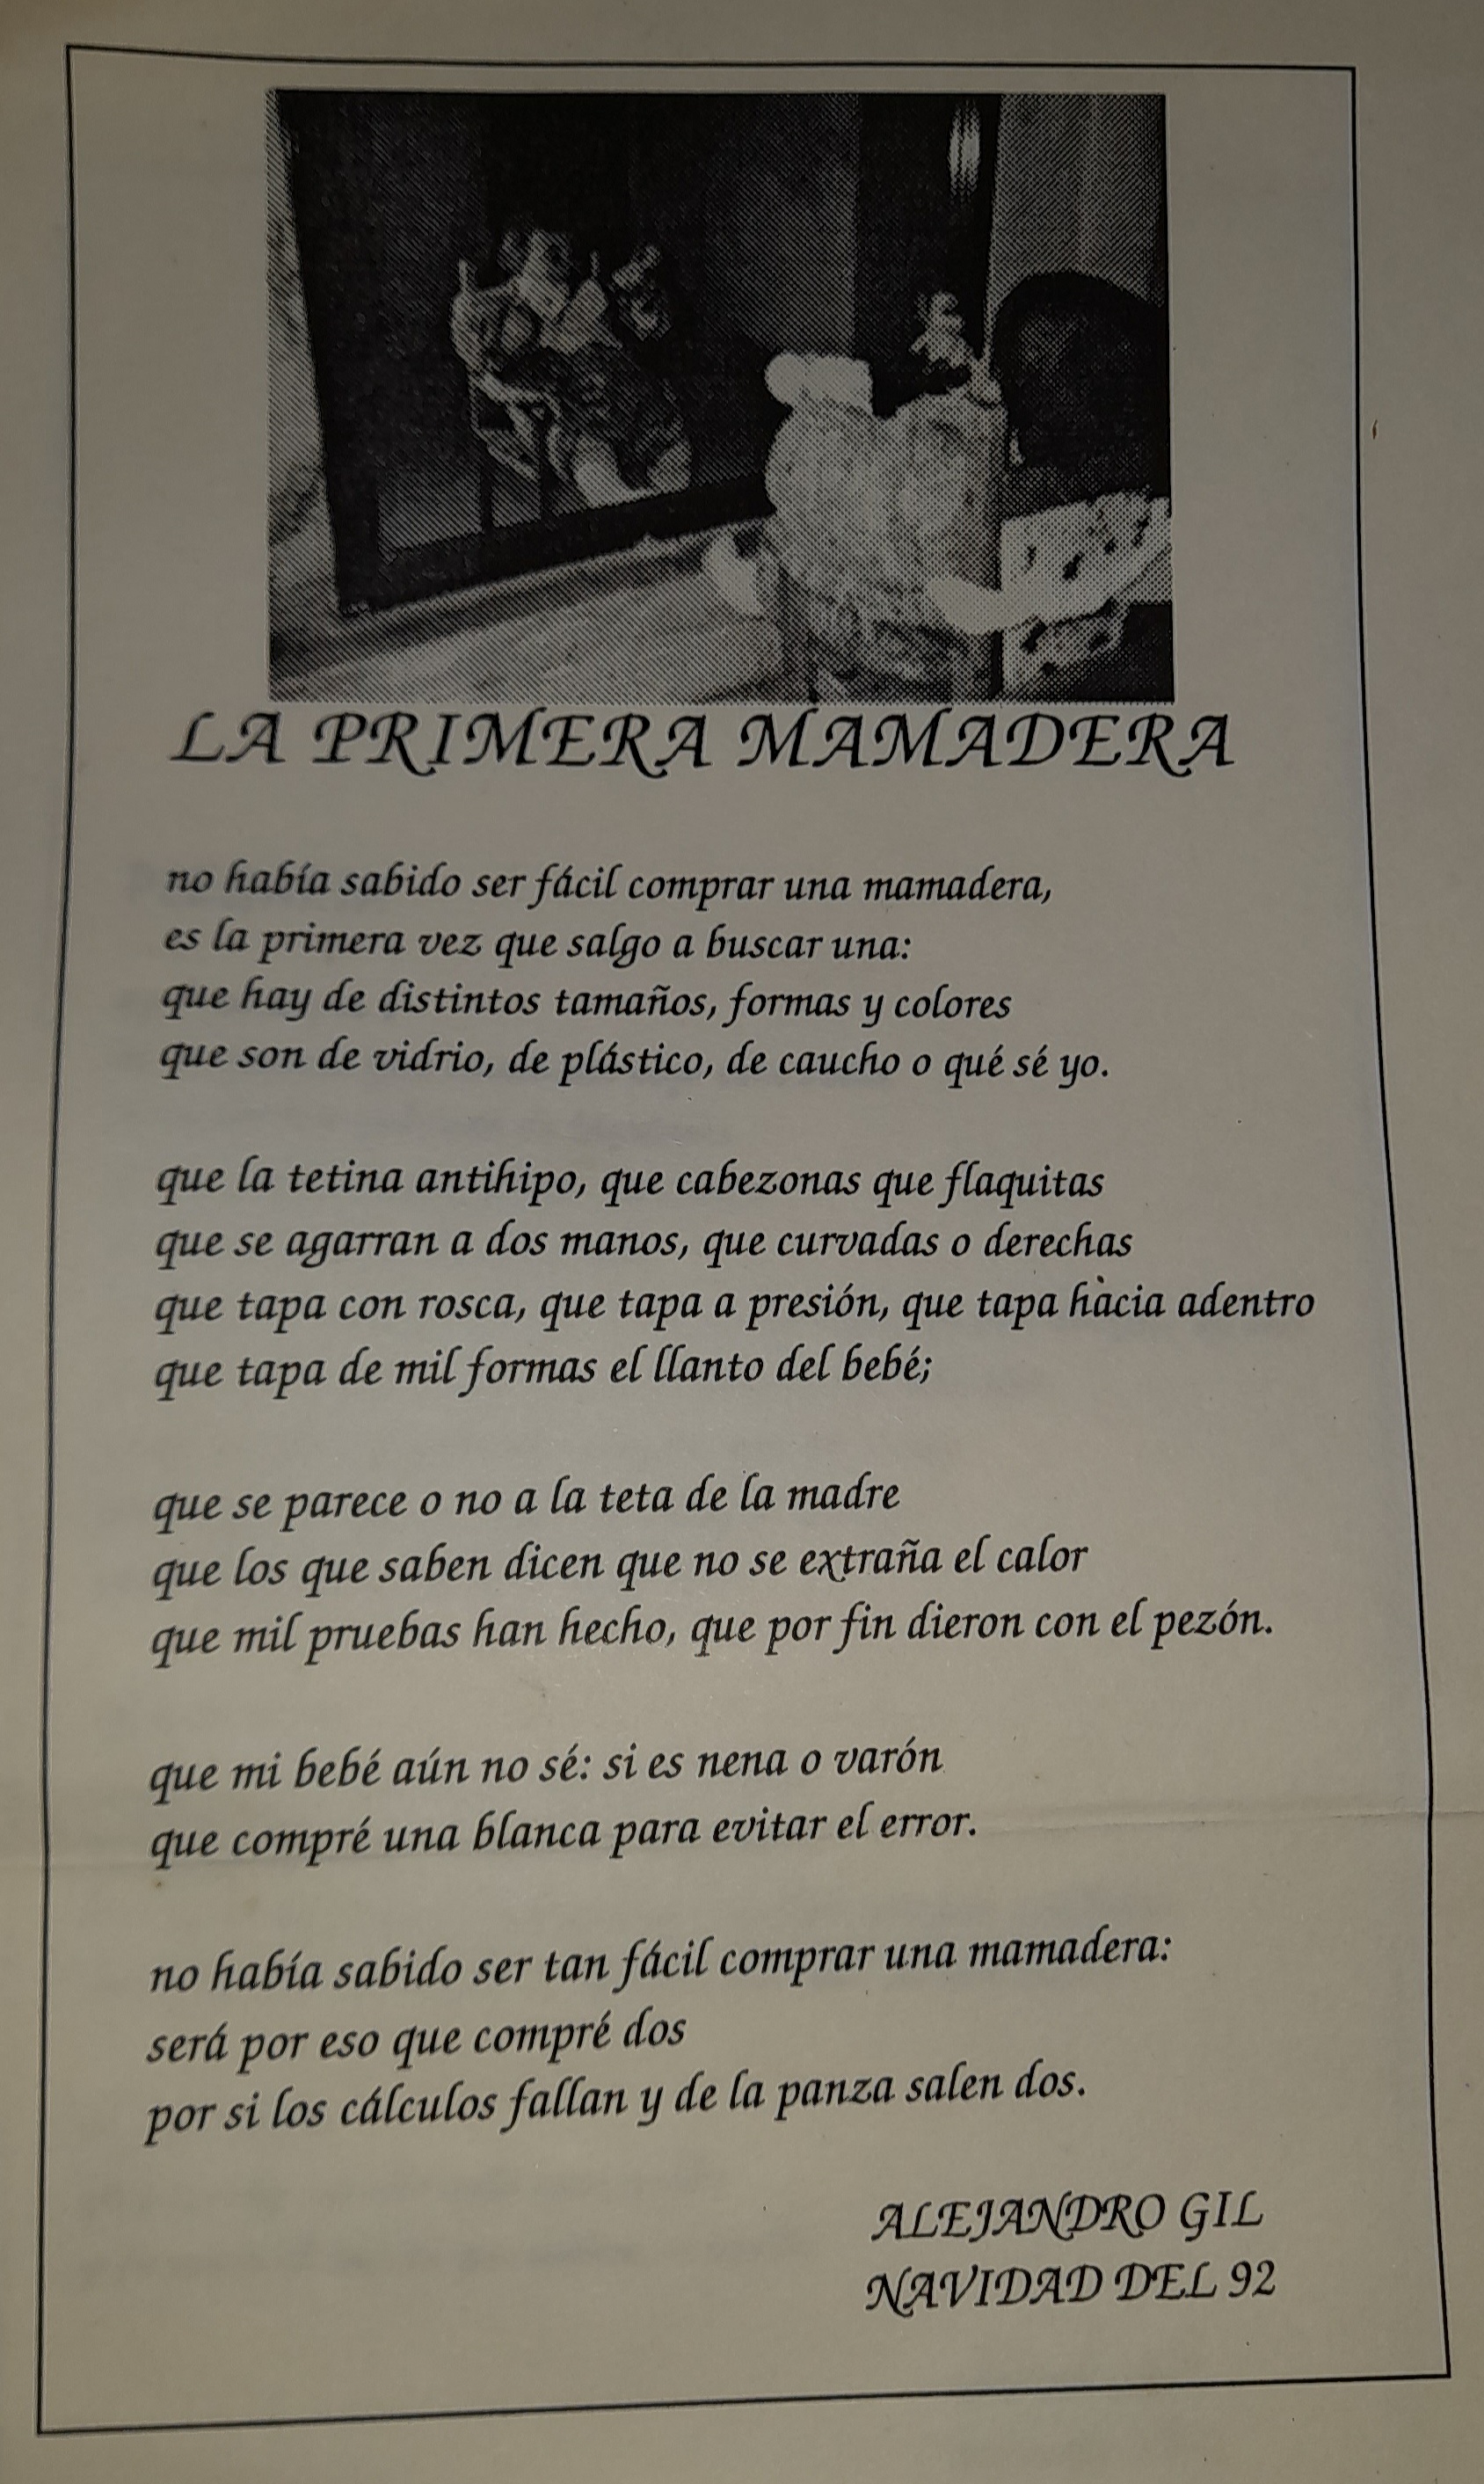 LA PRIMERA MAMADERA
no había sabido ser fácil comprar una mamadera,
es la primera vez que salgo a buscar una:
que hay de distintos tamaños, formas y colores
que son de vidrio, de plástico, de caucho o qué sé yo.
que la tetina antihipo, que cabezonas que flaquitas
que se agarran a dos manos, que curvadas o derechas
que tapa con rosca, que tapa a presión, que tapa hacia adentro
que tapa de mil formas el llanto del bebé;
que se parece o no a la teta de la madre
que los que saben dicen que no se extraña el calor
que mil pruebas han hecho, que por fin dieron con el pezón.
que mi bebé aún no sé: si es nena o varón
que compré una blanca para evitar el error.
no había sabido ser tan fácil comprar una mamadera:
será por eso que compré dos
por si los cálculos fallan y de la panza salen dos.
ALEJANDRO GIL
NAVIDAD DEL 92